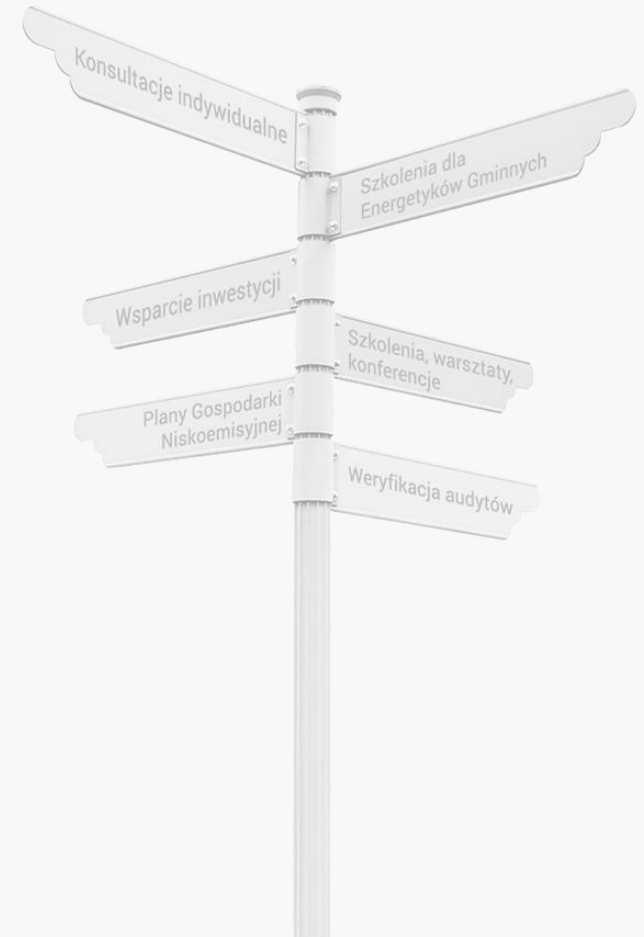 Konsultacje indywidualne
Szkolenia dla
Energetyków Gminnych
Wsparcie inwestycji
Szkolenia, warsztaty,
konferencje
Plany Gospodarki
Niskoemisyjnej
Weryfikacja audytów